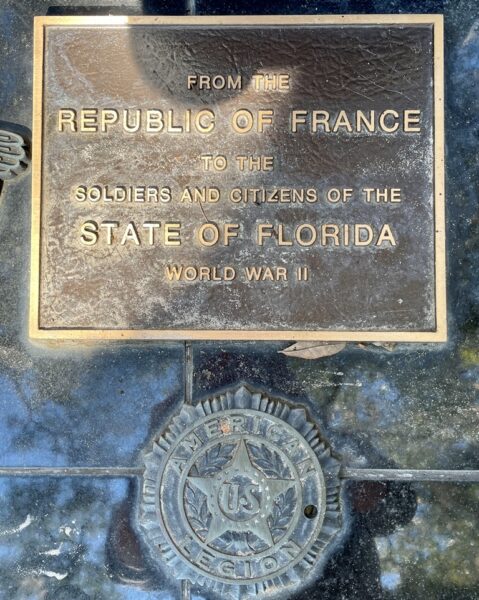 FROM THE
REPUBLIC OF FRANCE
TO THE
SOLDIERS AND CITIZENS OF THE
STATE OF FLORIDA
WORLD WAR II
AMERICAN
US
LEGION